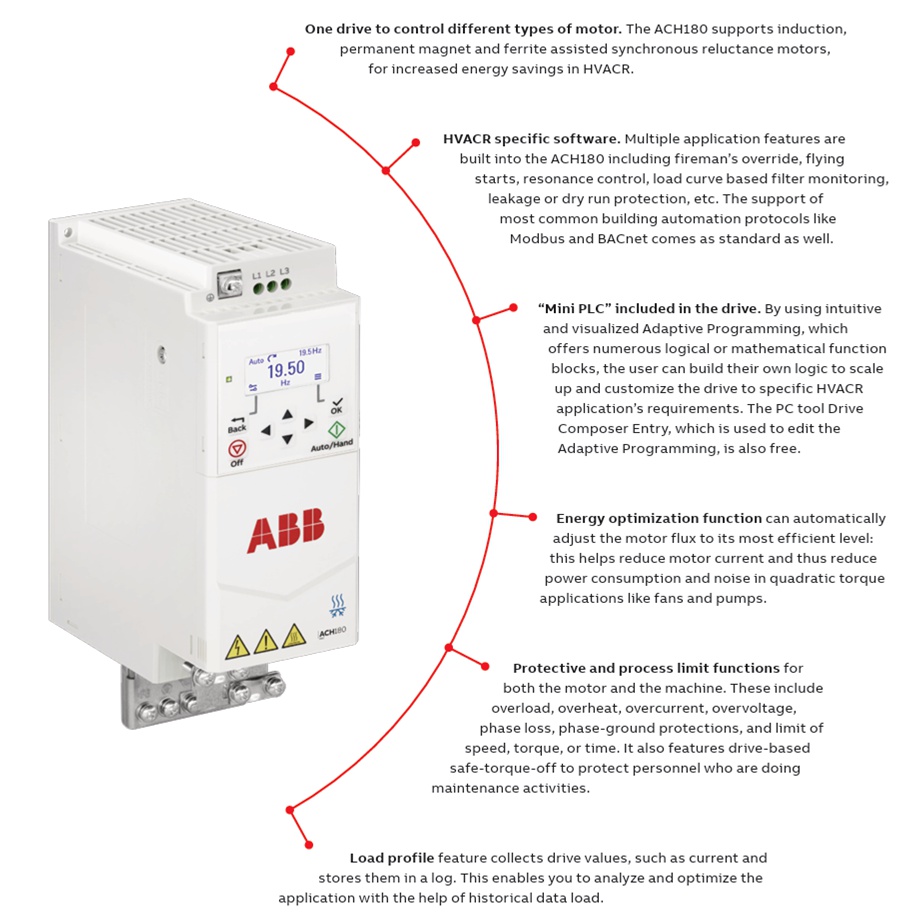 One drive to control different types of motor. The ACH180 supports induction,
permanent magnet and ferrite assisted synchronous reluctance motors,
for increased energy savings in HVACR.
HVACR specific software. Multiple application features are
built into the ACH180 including fireman's override, flying
starts, resonance control, load curve based filter monitoring,
leakage or dry run protection, etc. The support of
most common building automation protocols like
Modbus and BACnet comes as standard as well.
L1 L2 L3
“Mini PLC” included in the drive. By using intuitive
and visualized Adaptive Programming, which
offers numerous logical or mathematical function
blocks, the user can build their own logic to scale
up and customize the drive to specific HVACR
application's requirements. The PC tool Drive
Composer Entry, which is used to edit the
Adaptive Programming, is also free.
Auto 19.5Hz
19.50
Hz
Back OK
Off Auto/Hand
ABB
ACH180
Energy optimization function can automatically
adjust the motor flux to its most efficient level:
this helps reduce motor current and thus reduce
power consumption and noise in quadratic torque
applications like fans and pumps.
Protective and process limit functions for
both the motor and the machine. These include
overload, overheat, overcurrent, overvoltage,
phase loss, phase-ground protections, and limit of
speed, torque, or time. It also features drive-based
safe-torque-off to protect personnel who are doing
maintenance activities.
Load profile feature collects drive values, such as current and
stores them in a log. This enables you to analyze and optimize the
application with the help of historical data load.